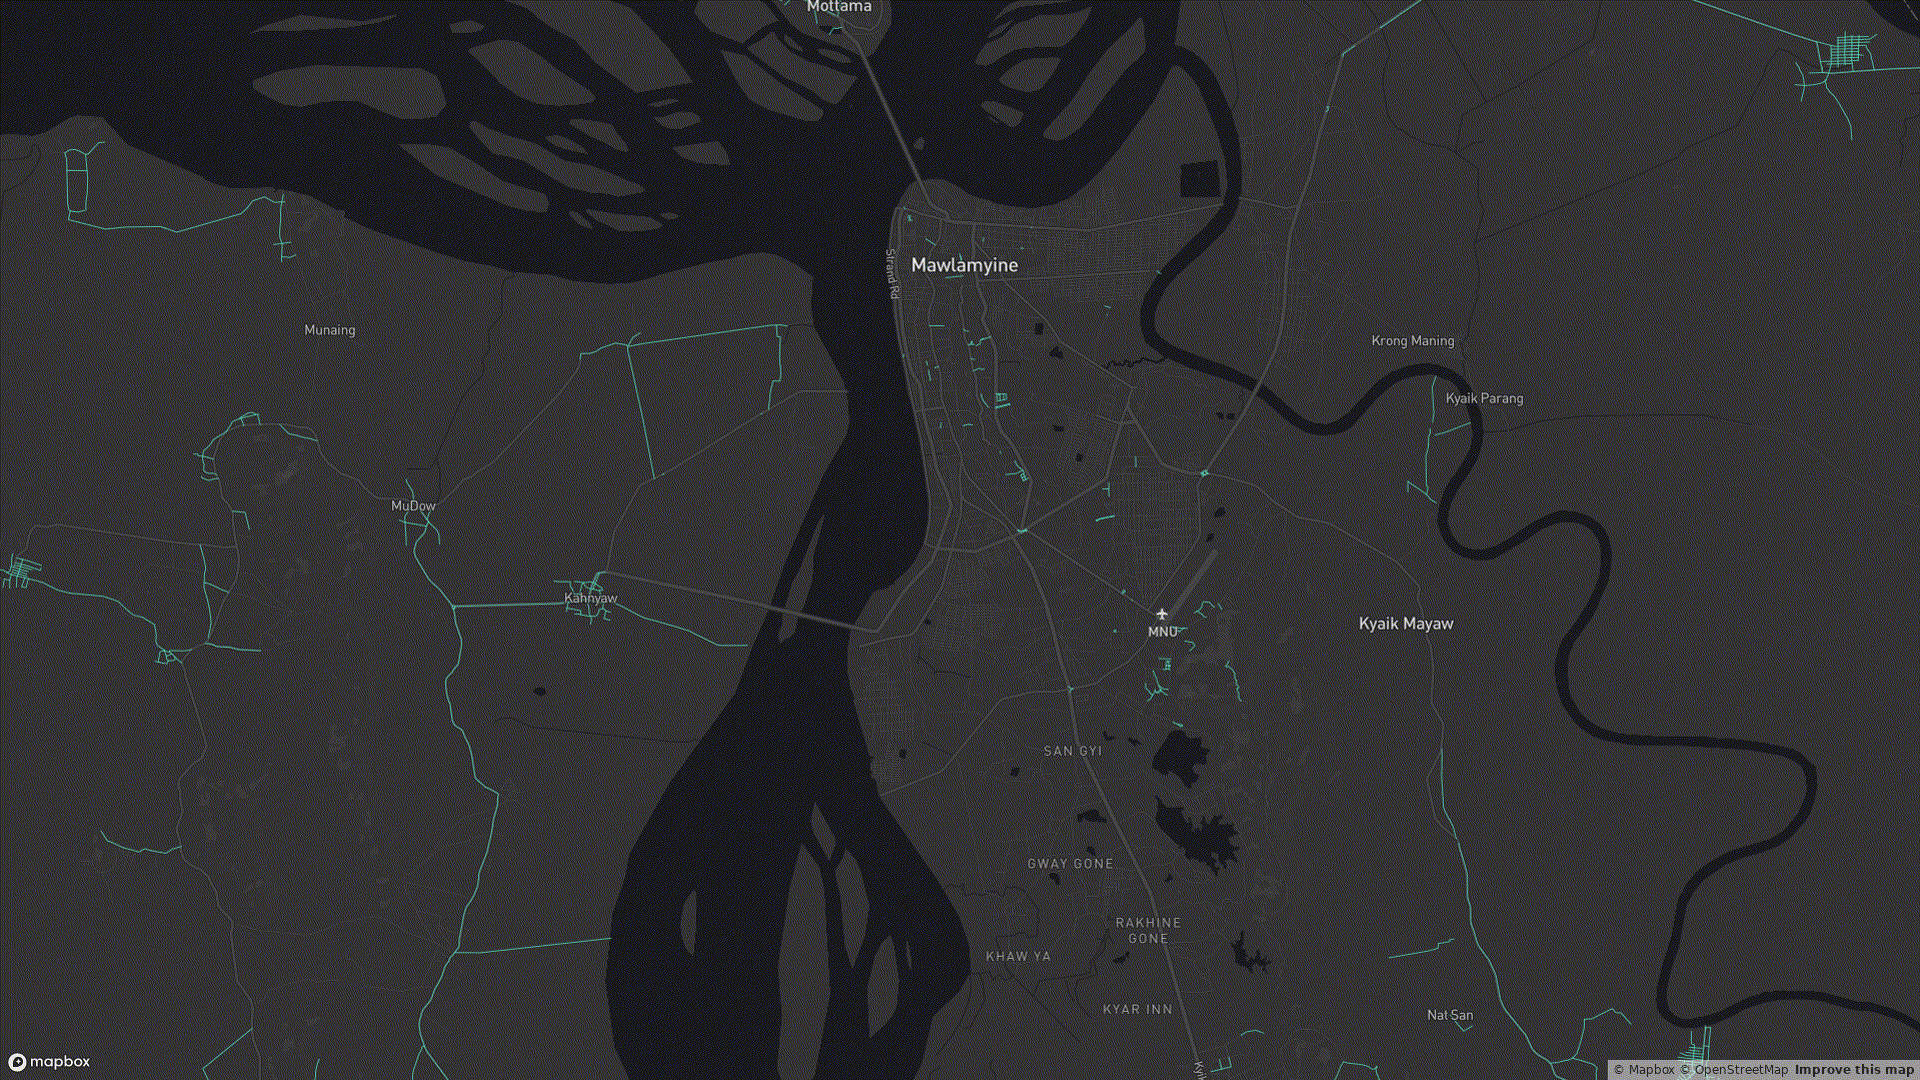 Mottama
Strand Rd
Mawlamyine
Munaing
Krong Maning
Kyaik Parang
MuDow
Kahnyaw
Kyaik Mayaw
MNU
SAN GYI
GWAY GONE
RAKHINE
GONE
KHAW YA
KYAR INN
Nat San
mapbox
© Mapbox © OpenStreetMap Improve this map